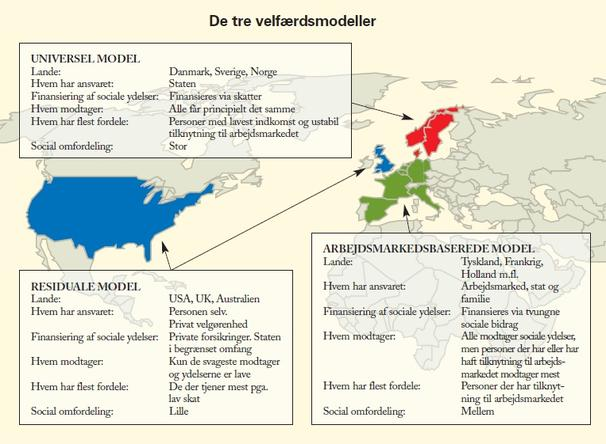 De tre velfærdsmodeller
UNIVERSEL MODEL
Lande: Danmark, Sverige, Norge
Hvem har ansvaret: Staten
Finansiering af sociale ydelser: Finansieres via skatter
Hvem modtager: Alle får principielt det samme
Hvem har flest fordele: Personer med lavest indkomst og ustabil
tilknytning til arbejdsmarkedet
Social omfordeling: Stor
RESIDUALE MODEL
Lande: USA, UK, Australien
Hvem har ansvaret: Personen selv.
Privat velgørenhed
Finansiering af sociale ydelser: Private forsikringer. Staten
i begrænset omfang
Hvem modtager: Kun de svageste modtager
og ydelserne er lave
Hvem har flest fordele: De der tjener mest pga.
lav skat
Social omfordeling: Lille
ARBEJDSMARKEDSBASEREDE MODEL
Lande: Tyskland, Frankrig,
Holland m.fl.
Hvem har ansvaret: Arbejdsmarked, stat og
familie
Finansiering af sociale ydelser: Finansieres via tvungne
sociale bidrag
Hvem modtager: Alle modtager sociale ydelser,
men personer der har eller har
haft tilknytning til arbejds-
markedet modtager mest
Hvem har flest fordele: Personer der har tilknyt-
ning til arbejdsmarkedet
Social omfordeling: Mellem